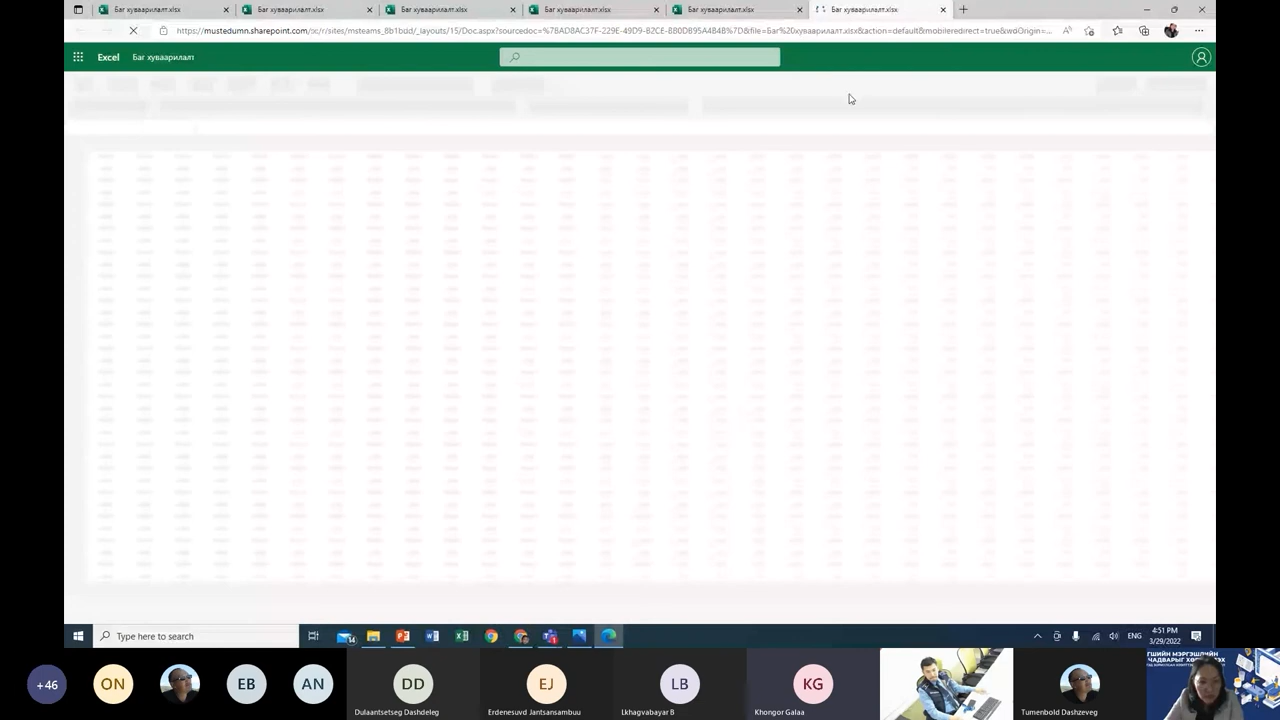 Баг хуваарилалт.xlsx
Баг хуваарилалт.xlsx
Баг хуваарилалт.xlsx
Баг хуваарилалт.xlsx
Баг хуваарилалт.xlsx
Баг хуваарилалт.xlsx
Excel
Баг хуваарилалт
Type here to search
14
ENG
4:51 PM
3/29/2022
+46
ON
EB
AN
DD
EJ
LB
KG
Dulaantsetseg Dashdeleg
Erdenesuvd Jantsansambuu
Lkhagvabayar B
Khongor Galaa
Tumenbold Dashzeveg